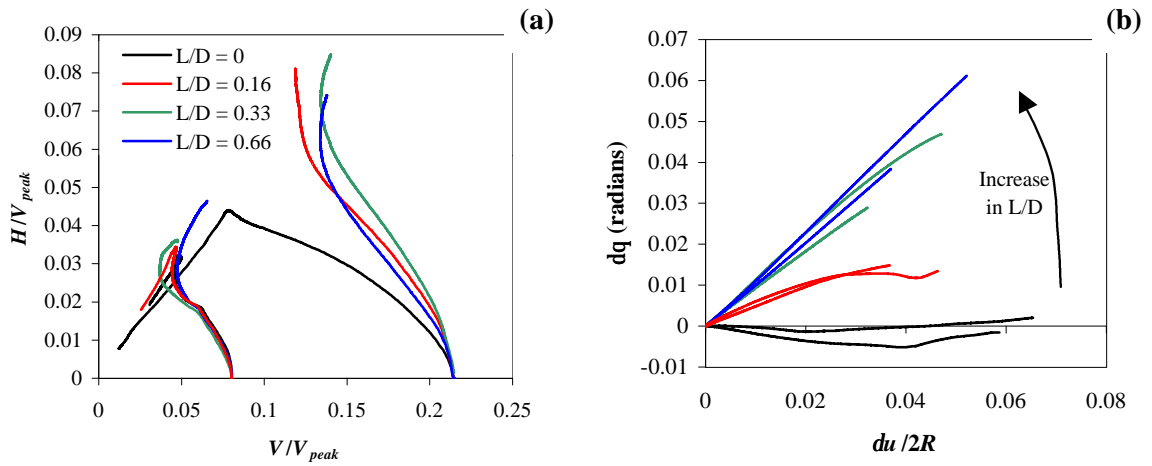 (a)
0.09
0.08
0.07
0.06
0.05
0.04
0.03
0.02
0.01
0
H/Vpeak
L/D = 0
L/D = 0.16
L/D = 0.33
L/D = 0.66
0 0.05 0.1 0.15 0.2 0.25
V/Vpeak
(b)
0.07
0.06
0.05
0.04
0.03
0.02
0.01
0
-0.01
dq (radians)
Increase
in L/D
0 0.02 0.04 0.06 0.08
du/2R